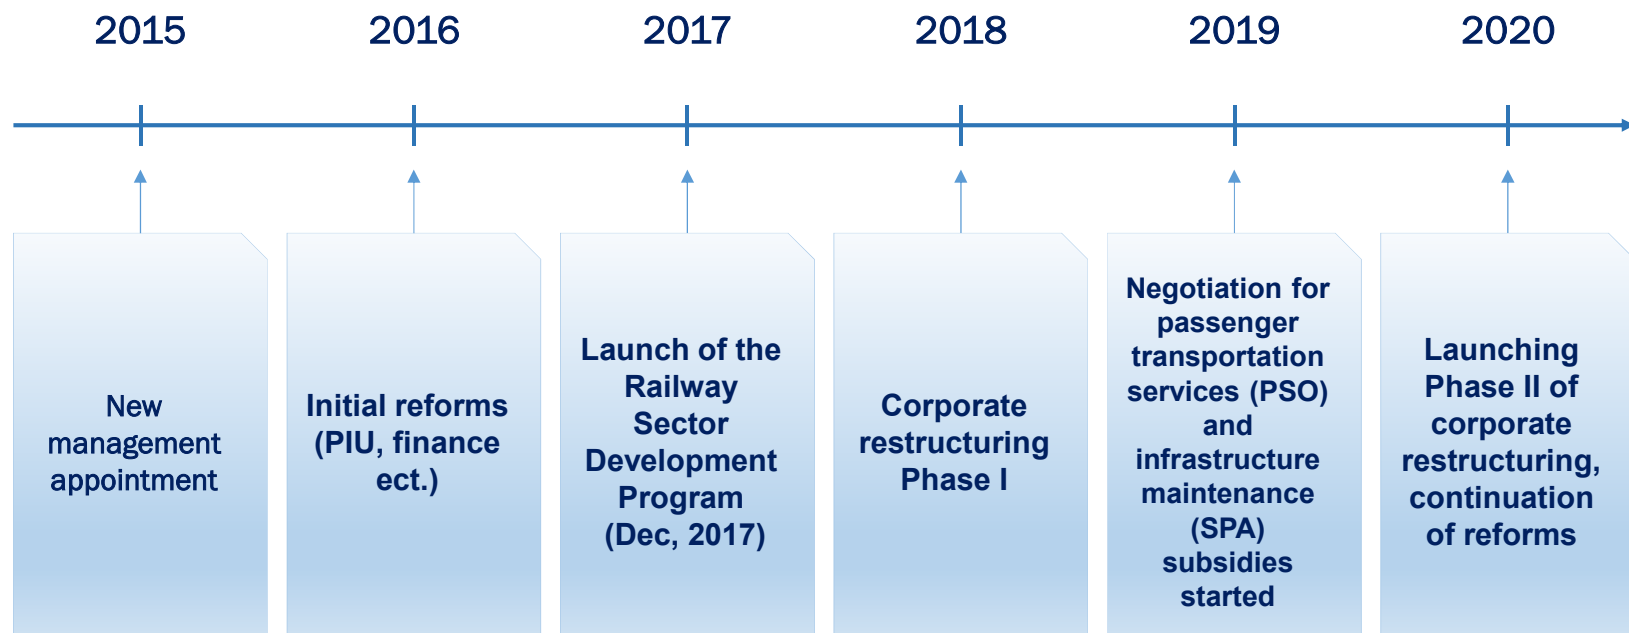 2015
2016
2017
2018
2019
2020
New
management
appointment
Initial reforms
(PIU, finance
ect.)
Launch of the
Railway
Sector
Development
Program
(Dec, 2017)
Corporate
restructuring
Phase I
Negotiation for
passenger
transportation
services (PSO)
and
infrastructure
maintenance
(SPA)
subsidies
started
Launching
Phase II of
corporate
restructuring,
continuation
of reforms